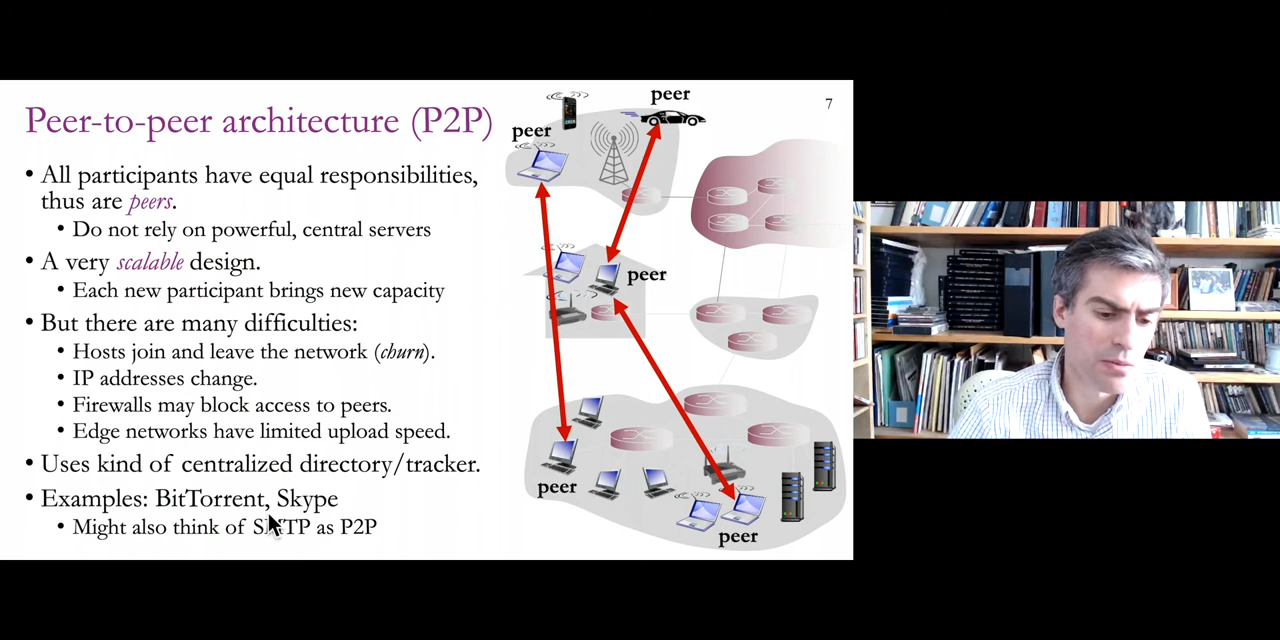 Peer-to-peer architecture (P2P)
7
• All participants have equal responsibilities,
thus are peers.
• Do not rely on powerful, central servers
• A very scalable design.
• Each new participant brings new capacity
• But there are many difficulties:
• Hosts join and leave the network (churn).
• IP addresses change.
• Firewalls may block access to peers.
• Edge networks have limited upload speed.
• Uses kind of centralized directory/tracker.
• Examples: BitTorrent, Skype
• Might also think of SMTP as P2P
peer
peer
peer
peer
peer